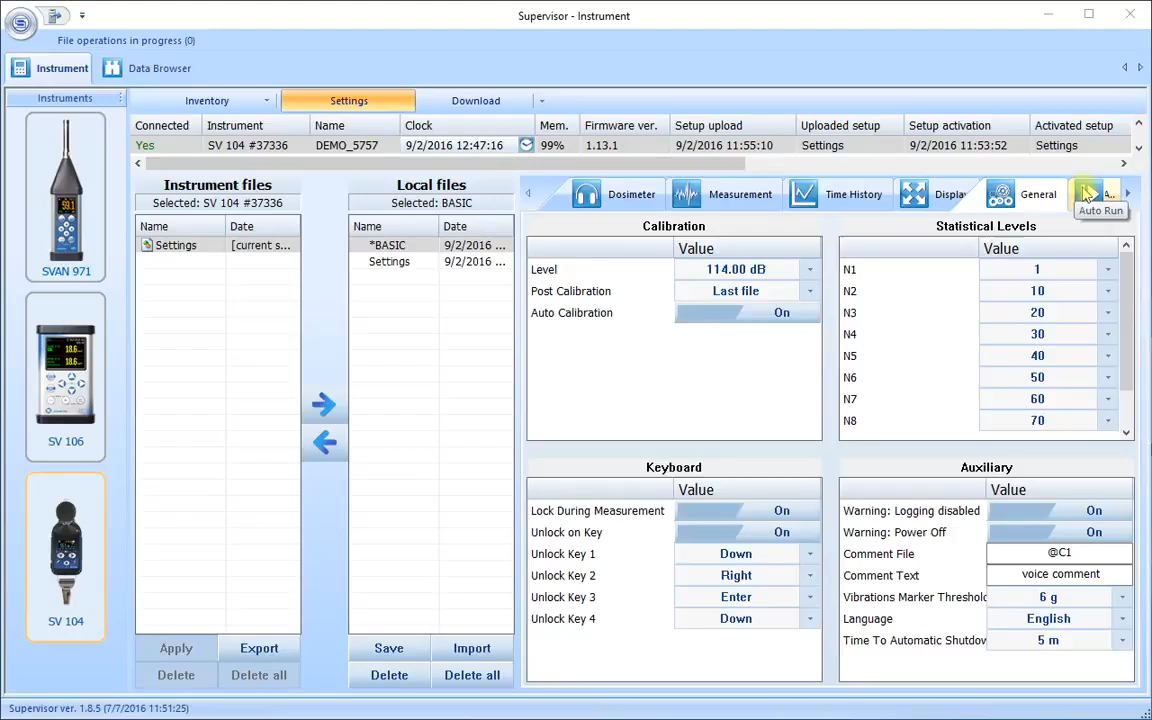 Supervisor - Instrument
File operations in progress (0)
Instrument
Data Browser
Instruments
Inventory
Settings
Download
Connected Instrument Name Clock Mem. Firmware ver. Setup upload Uploaded setup Setup activation Activated setup
Yes SV 104 #37336 DEMO_5757 9/2/2016 12:47:16 99% 1.13.1 9/2/2016 11:55:10 Settings 9/2/2016 11:53:52 Settings
SVAN 971
SV 106
SV 104
Instrument files
Selected: SV 104 #37336
Name Date
Settings [current s...
Apply Export
Delete Delete all
Local files
Selected: BASIC
Name Date
*BASIC 9/2/2016 ...
Settings 9/2/2016 ...
Save Import
Delete Delete all
Dosimeter Measurement Time History Display General A...
Auto Run
Calibration
Value
Level 114.00 dB
Post Calibration Last file
Auto Calibration On
Statistical Levels
Value
N1 1
N2 10
N3 20
N4 30
N5 40
N6 50
N7 60
N8 70
Keyboard
Value
Lock During Measurement On
Unlock on Key On
Unlock Key 1 Down
Unlock Key 2 Right
Unlock Key 3 Enter
Unlock Key 4 Down
Auxiliary
Value
Warning: Logging disabled On
Warning: Power Off On
Comment File @C1
Comment Text voice comment
Vibrations Marker Threshold 6 g
Language English
Time To Automatic Shutdow 5 m
Supervisor ver. 1.8.5 (7/7/2016 11:51:25)